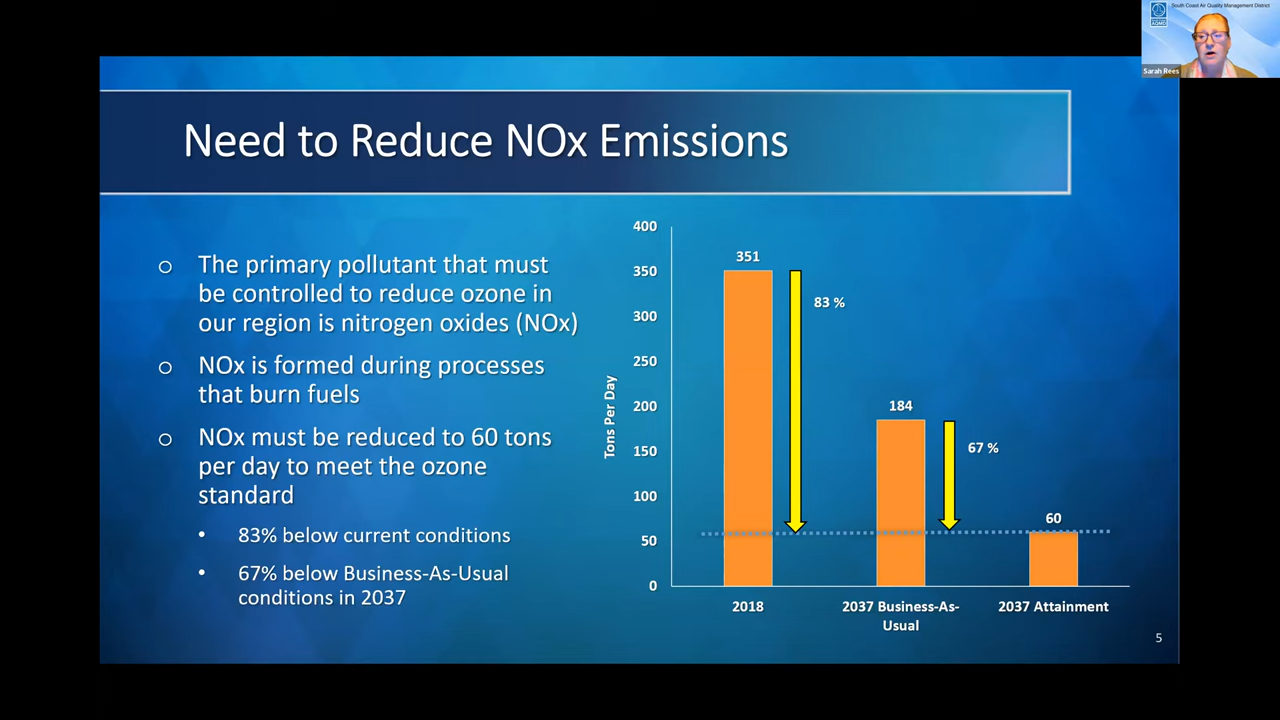 South Coast Air Quality Management District
Sarah Rees
Need to Reduce NOx Emissions
o The primary pollutant that must
be controlled to reduce ozone in
our region is nitrogen oxides (NOx)
o NOx is formed during processes
that burn fuels
o NOx must be reduced to 60 tons
per day to meet the ozone
standard
• 83% below current conditions
• 67% below Business-As-Usual
conditions in 2037
Tons Per Day
400
350
300
250
200
150
100
50
0
351
83 %
184
67 %
60
2018
2037 Business-As-
Usual
2037 Attainment
5